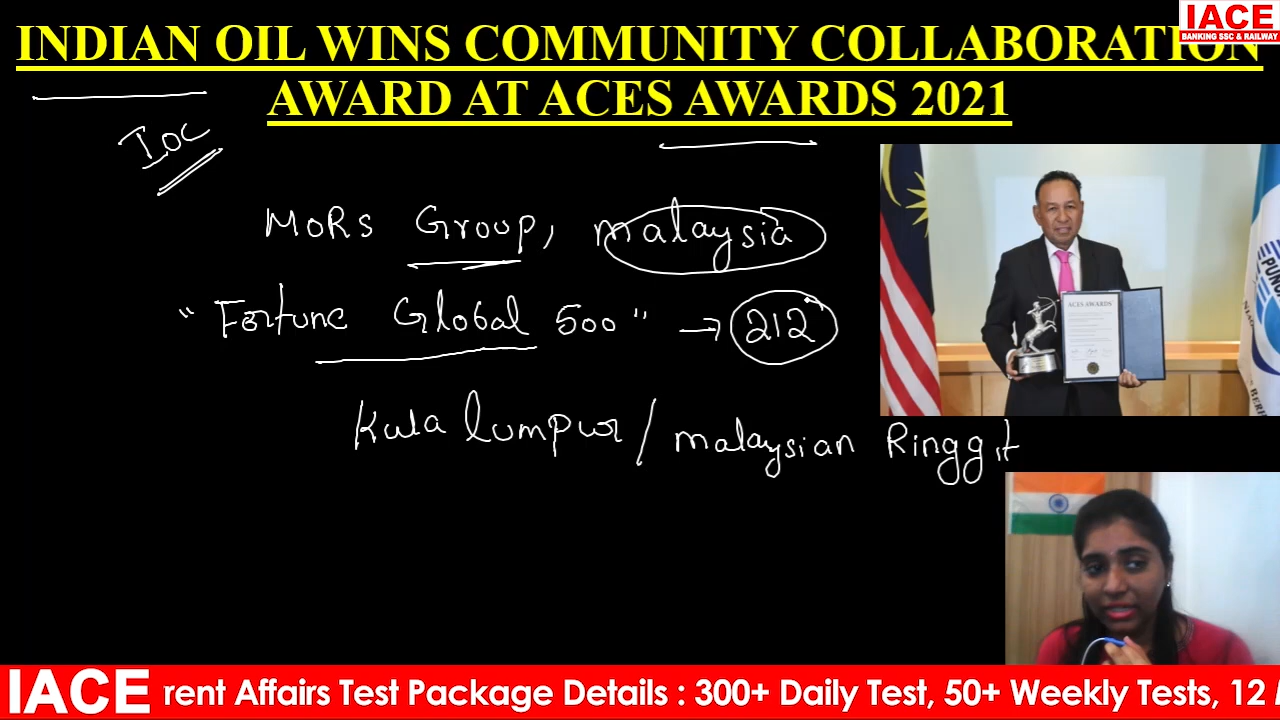 INDIAN OIL WINS COMMUNITY COLLABORATION
AWARD AT ACES AWARDS 2021
IACE
BANKING SSC & RAILWAY
IOC
MORS Group, malaysia
"Fortune Global 500" → 212
Kula lumpur / malaysian Ringgit
ACES AWARDS
IACE rent Affairs Test Package Details : 300+ Daily Test, 50+ Weekly Tests, 12